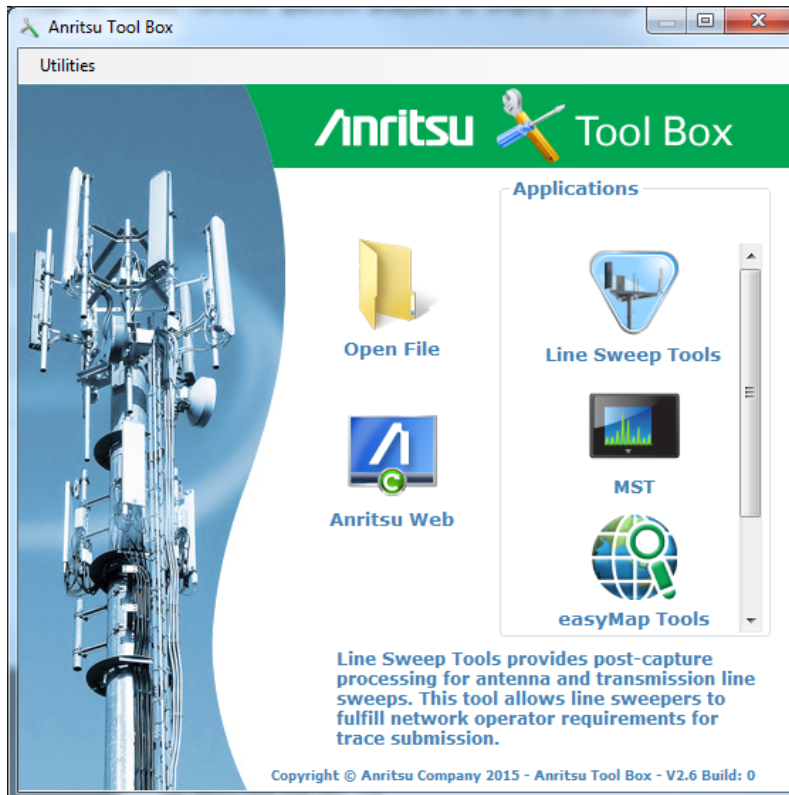 Anritsu Tool Box
Utilities
Anritsu Tool Box
Applications
Open File
Line Sweep Tools
MST
Anritsu Web
easyMap Tools
Line Sweep Tools provides post-capture
processing for antenna and transmission line
sweeps. This tool allows line sweepers to
fulfill network operator requirements for
trace submission.
Copyright © Anritsu Company 2015 - Anritsu Tool Box - V2.6 Build: 0